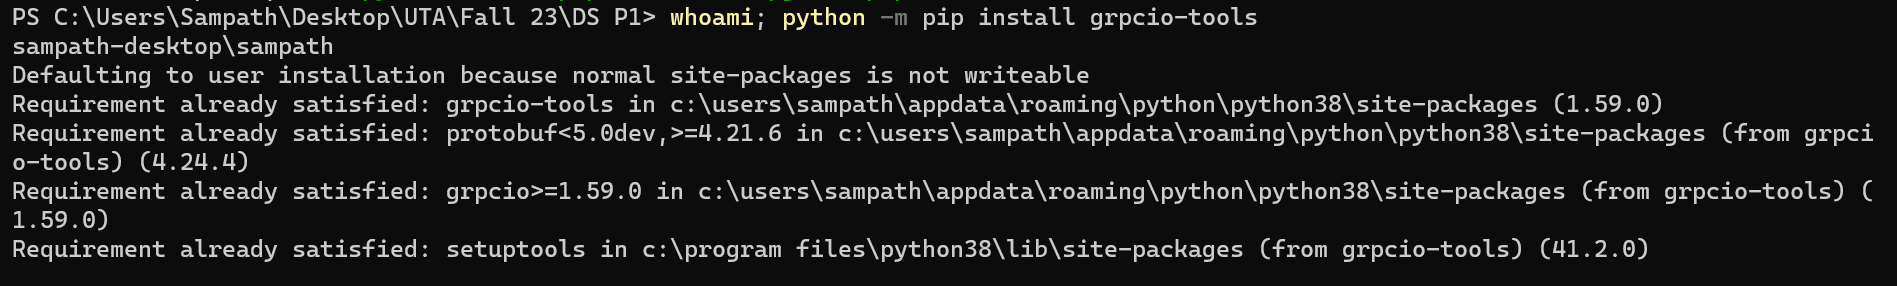 PS C:\Users\Sampath\Desktop\UTA\Fall 23\DS P1> whoami; python -m pip install grpcio-tools
sampath-desktop\sampath
Defaulting to user installation because normal site-packages is not writeable
Requirement already satisfied: grpcio-tools in c:\users\sampath\appdata\roaming\python\python38\site-packages (1.59.0)
Requirement already satisfied: protobuf<5.0dev,>=4.21.6 in c:\users\sampath\appdata\roaming\python\python38\site-packages (from grpci
o-tools) (4.24.4)
Requirement already satisfied: grpcio>=1.59.0 in c:\users\sampath\appdata\roaming\python\python38\site-packages (from grpcio-tools) (
1.59.0)
Requirement already satisfied: setuptools in c:\program files\python38\lib\site-packages (from grpcio-tools) (41.2.0)